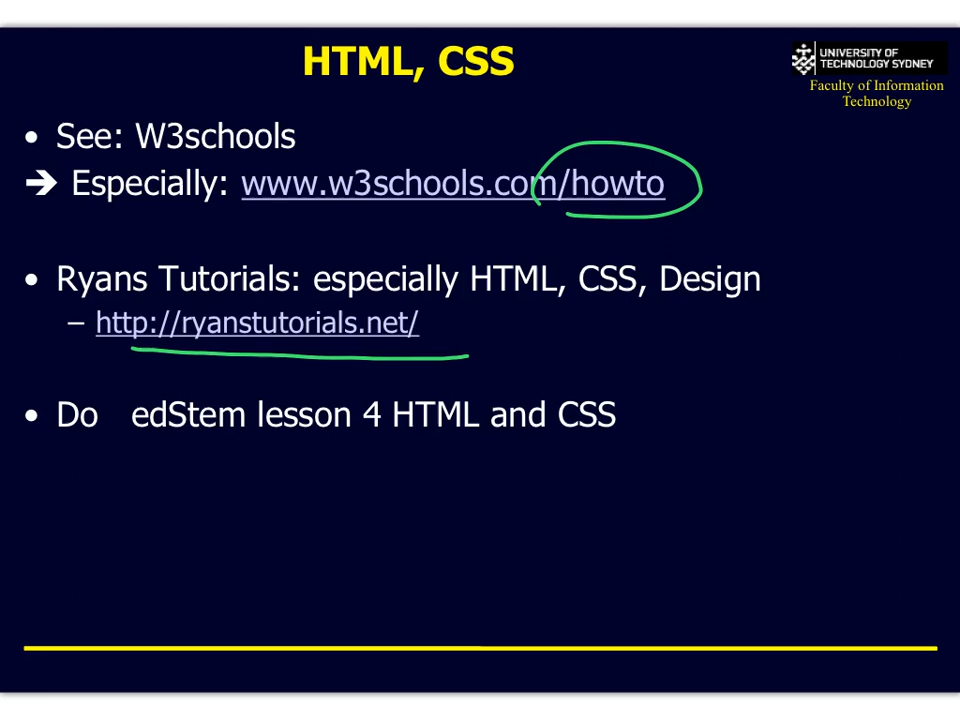 HTML, CSS
UNIVERSITY OF
TECHNOLOGY SYDNEY
Faculty of Information
Technology
• See: W3schools
➔ Especially: www.w3schools.com/howto
• Ryans Tutorials: especially HTML, CSS, Design
– http://ryanstutorials.net/
• Do edStem lesson 4 HTML and CSS